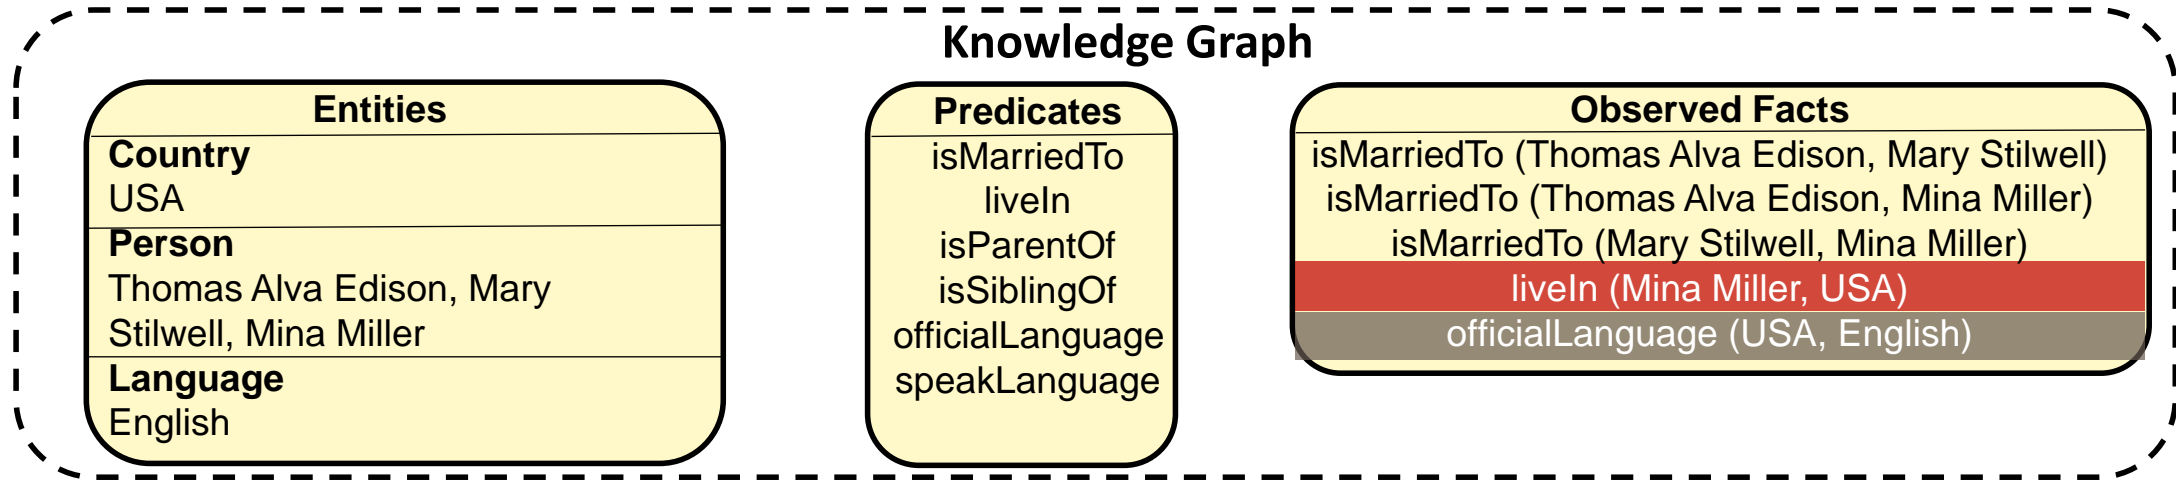 Knowledge Graph
Entities
Country
USA
Person
Thomas Alva Edison, Mary
Stilwell, Mina Miller
Language
English
Predicates
isMarriedTo
liveIn
isParentOf
isSiblingOf
officialLanguage
speakLanguage
Observed Facts
isMarriedTo (Thomas Alva Edison, Mary Stilwell)
isMarriedTo (Thomas Alva Edison, Mina Miller)
isMarriedTo (Mary Stilwell, Mina Miller)
liveIn (Mina Miller, USA)
officialLanguage (USA, English)